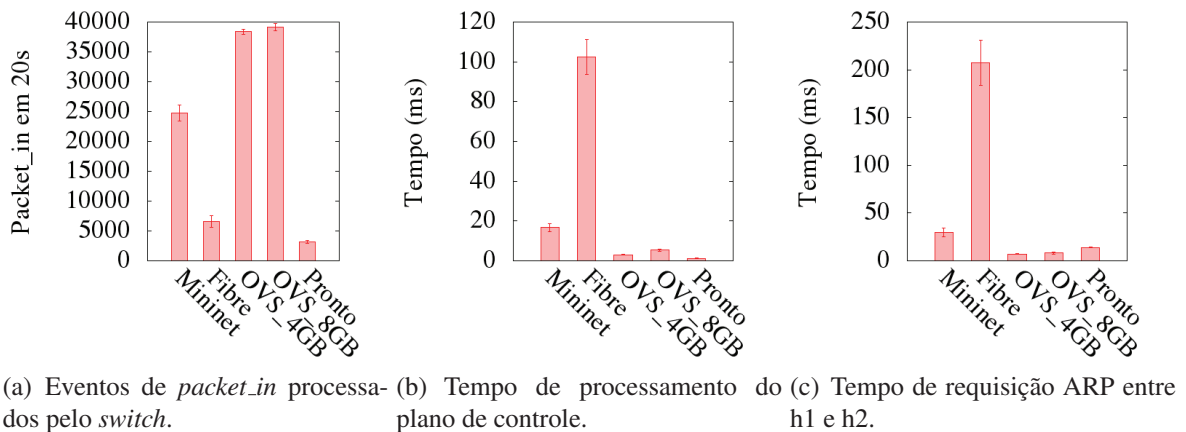 40000
35000
30000
25000
20000
15000
10000
5000
0
Packet_in em 20s
Mininet
Fibre
OVS_4GB
OVS_8GB
Pronto
120
100
80
60
40
20
0
Tempo (ms)
Mininet
Fibre
OVS_4GB
OVS_8GB
Pronto
250
200
150
100
50
0
Tempo (ms)
Mininet
Fibre
OVS_4GB
OVS_8GB
Pronto
(a) Eventos de packet_in processa-
dos pelo switch.
(b) Tempo de processamento do
plano de controle.
(c) Tempo de requisição ARP entre
h1 e h2.